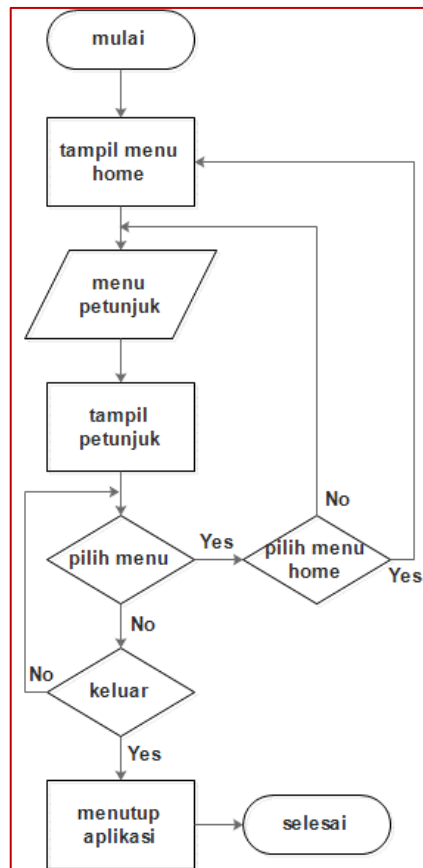 mulai
tampil menu
home
menu
petunjuk
tampil
petunjuk
No
pilih menu
Yes
pilih menu
home
Yes
No
No
keluar
Yes
menutup
aplikasi
selesai